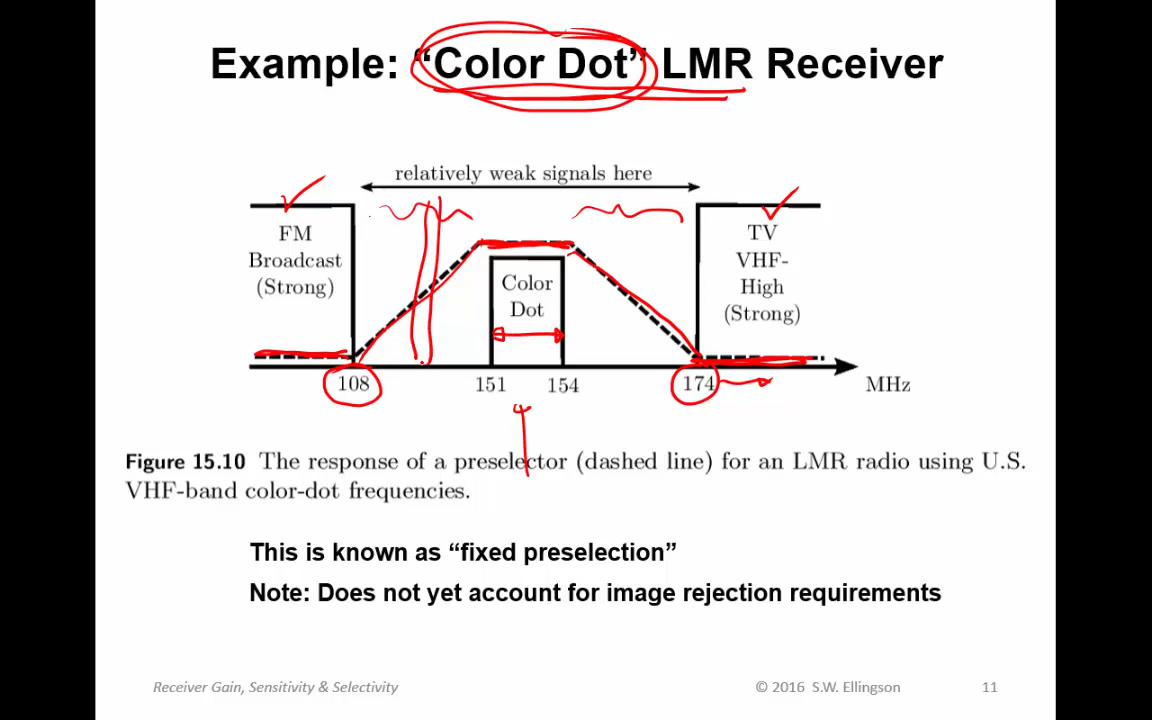 Example: “Color Dot” LMR Receiver
relatively weak signals here
FM
Broadcast
(Strong)
Color
Dot
TV
VHF-
High
(Strong)
108
151
154
174
MHz
Figure 15.10 The response of a preselector (dashed line) for an LMR radio using U.S.
VHF-band color-dot frequencies.
This is known as “fixed preselection”
Note: Does not yet account for image rejection requirements
Receiver Gain, Sensitivity & Selectivity
© 2016 S.W. Ellingson
11